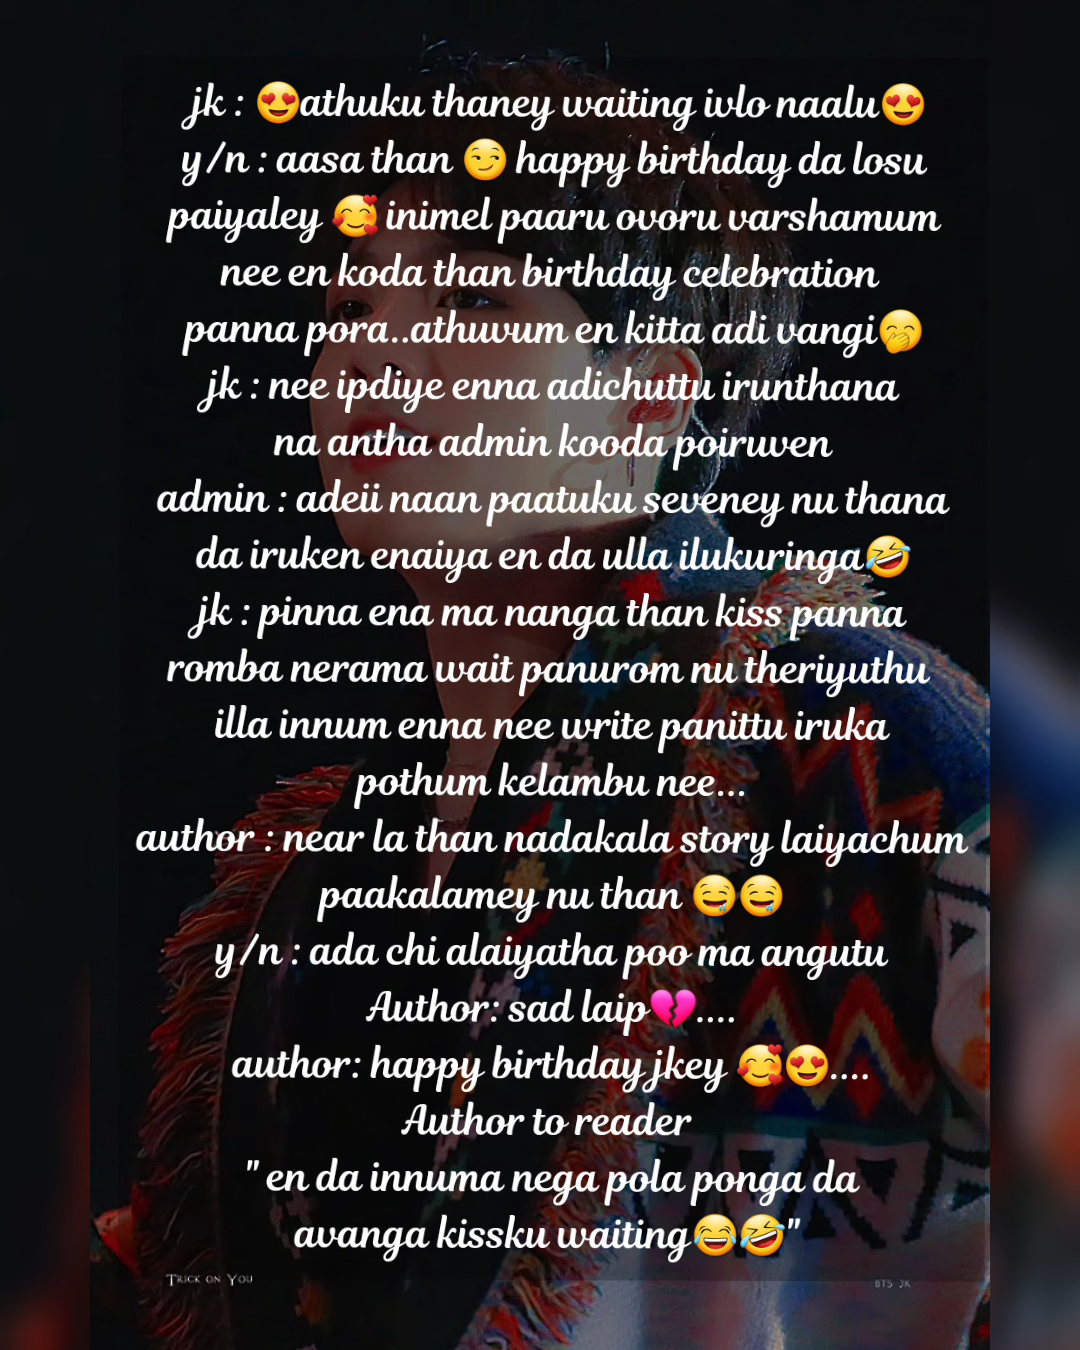 jk : 😍athuku thaney waiting ivlo naalu😍
y/n : aasa than 😏 happy birthday da losu
paiyaley 🥰 inimel paaru ovoru varshamum
nee en koda than birthday celebration
panna pora..athuvum en kitta adi vangi🤭
jk : nee ipdiye enna adichuttu irunthana
na antha admin kooda poiruven
admin : adeii naan paatuku seveney nu thana
da iruken enaiya en da ulla ilukuringa🤣
jk : pinna ena ma nanga than kiss panna
romba nerama wait panurom nu theriyuthu
illa innum enna nee write panittu iruka
pothum kelambu nee...
author : near la than nadakala story laiyachum
paakalamey nu than 🤤🤤
y/n : ada chi alaiyatha poo ma angutu
Author: sad laip💔....
author: happy birthday jkey 🥰😍....
Author to reader
" en da innuma nega pola ponga da
avanga kissku waiting😂🤣"
Trick on You
BTS JK